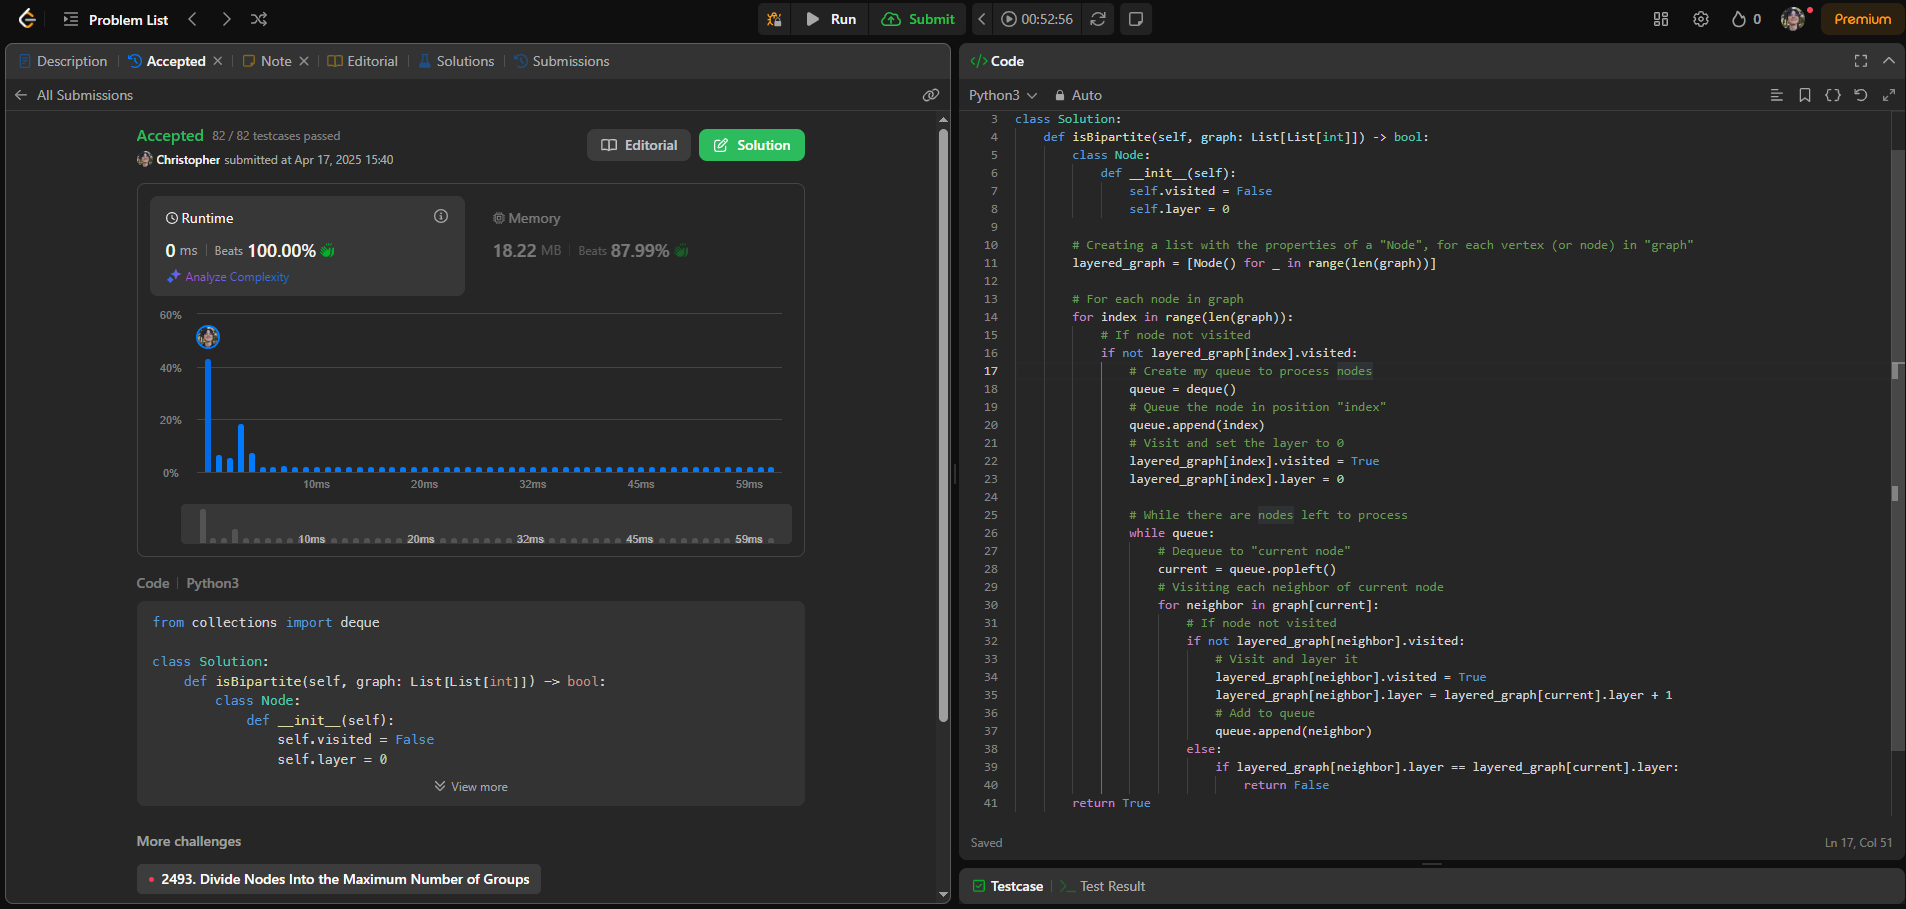 Problem List
Run
Submit
00:52:56
0
Premium
Description
Accepted
Note
Editorial
Solutions
Submissions
All Submissions
Accepted 82 / 82 testcases passed
Christopher submitted at Apr 17, 2025 15:40
Editorial
Solution
Runtime
0 ms Beats 100.00%
Analyze Complexity
Memory
18.22 MB Beats 87.99%
60%
40%
20%
0%
10ms 20ms 32ms 45ms 59ms
10ms 20ms 32ms 45ms 59ms
Code Python3
from collections import deque
class Solution:
def isBipartite(self, graph: List[List[int]]) -> bool:
class Node:
def __init__(self):
self.visited = False
self.layer = 0
View more
More challenges
2493. Divide Nodes Into the Maximum Number of Groups
</> Code
Python3 Auto
3 class Solution:
4 def isBipartite(self, graph: List[List[int]]) -> bool:
5 class Node:
6 def __init__(self):
7 self.visited = False
8 self.layer = 0
9
10 # Creating a list with the properties of a "Node", for each vertex (or node) in "graph"
11 layered_graph = [Node() for _ in range(len(graph))]
12
13 # For each node in graph
14 for index in range(len(graph)):
15 # If node not visited
16 if not layered_graph[index].visited:
17 # Create my queue to process nodes
18 queue = deque()
19 # Queue the node in position "index"
20 queue.append(index)
21 # Visit and set the layer to 0
22 layered_graph[index].visited = True
23 layered_graph[index].layer = 0
24
25 # While there are nodes left to process
26 while queue:
27 # Dequeue to "current node"
28 current = queue.popleft()
29 # Visiting each neighbor of current node
30 for neighbor in graph[current]:
31 # If node not visited
32 if not layered_graph[neighbor].visited:
33 # Visit and layer it
34 layered_graph[neighbor].visited = True
35 layered_graph[neighbor].layer = layered_graph[current].layer + 1
36 # Add to queue
37 queue.append(neighbor)
38 else:
39 if layered_graph[neighbor].layer == layered_graph[current].layer:
40 return False
41 return True
Saved
Ln 17, Col 51
Testcase
Test Result